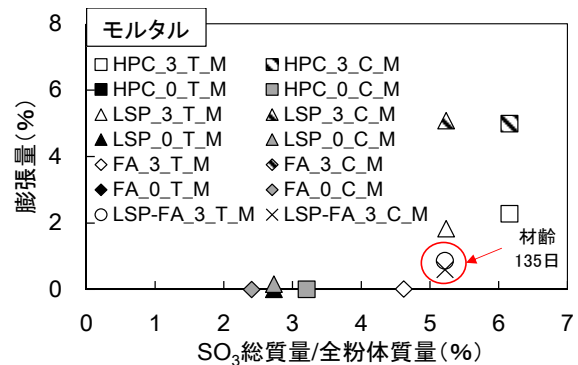 8
モルタル
□HPC_3_T_M
HPC_3_C_M
HPC_0_T_M
HPC_0_C_M
LSP_3_T_M
LSP_3_C_M
LSP_0_T_M
LSP_0_C_M
FA_3_T_M
FA_3_C_M
FA_0_T_M
FA_0_C_M
LSP-FA_3_T_M
LSP-FA_3_C_M
6
4
2
0
膨張量(%)
材齢
135日
0 1 2 3 4 5 6 7
SO₃総質量/全粉体質量(%)